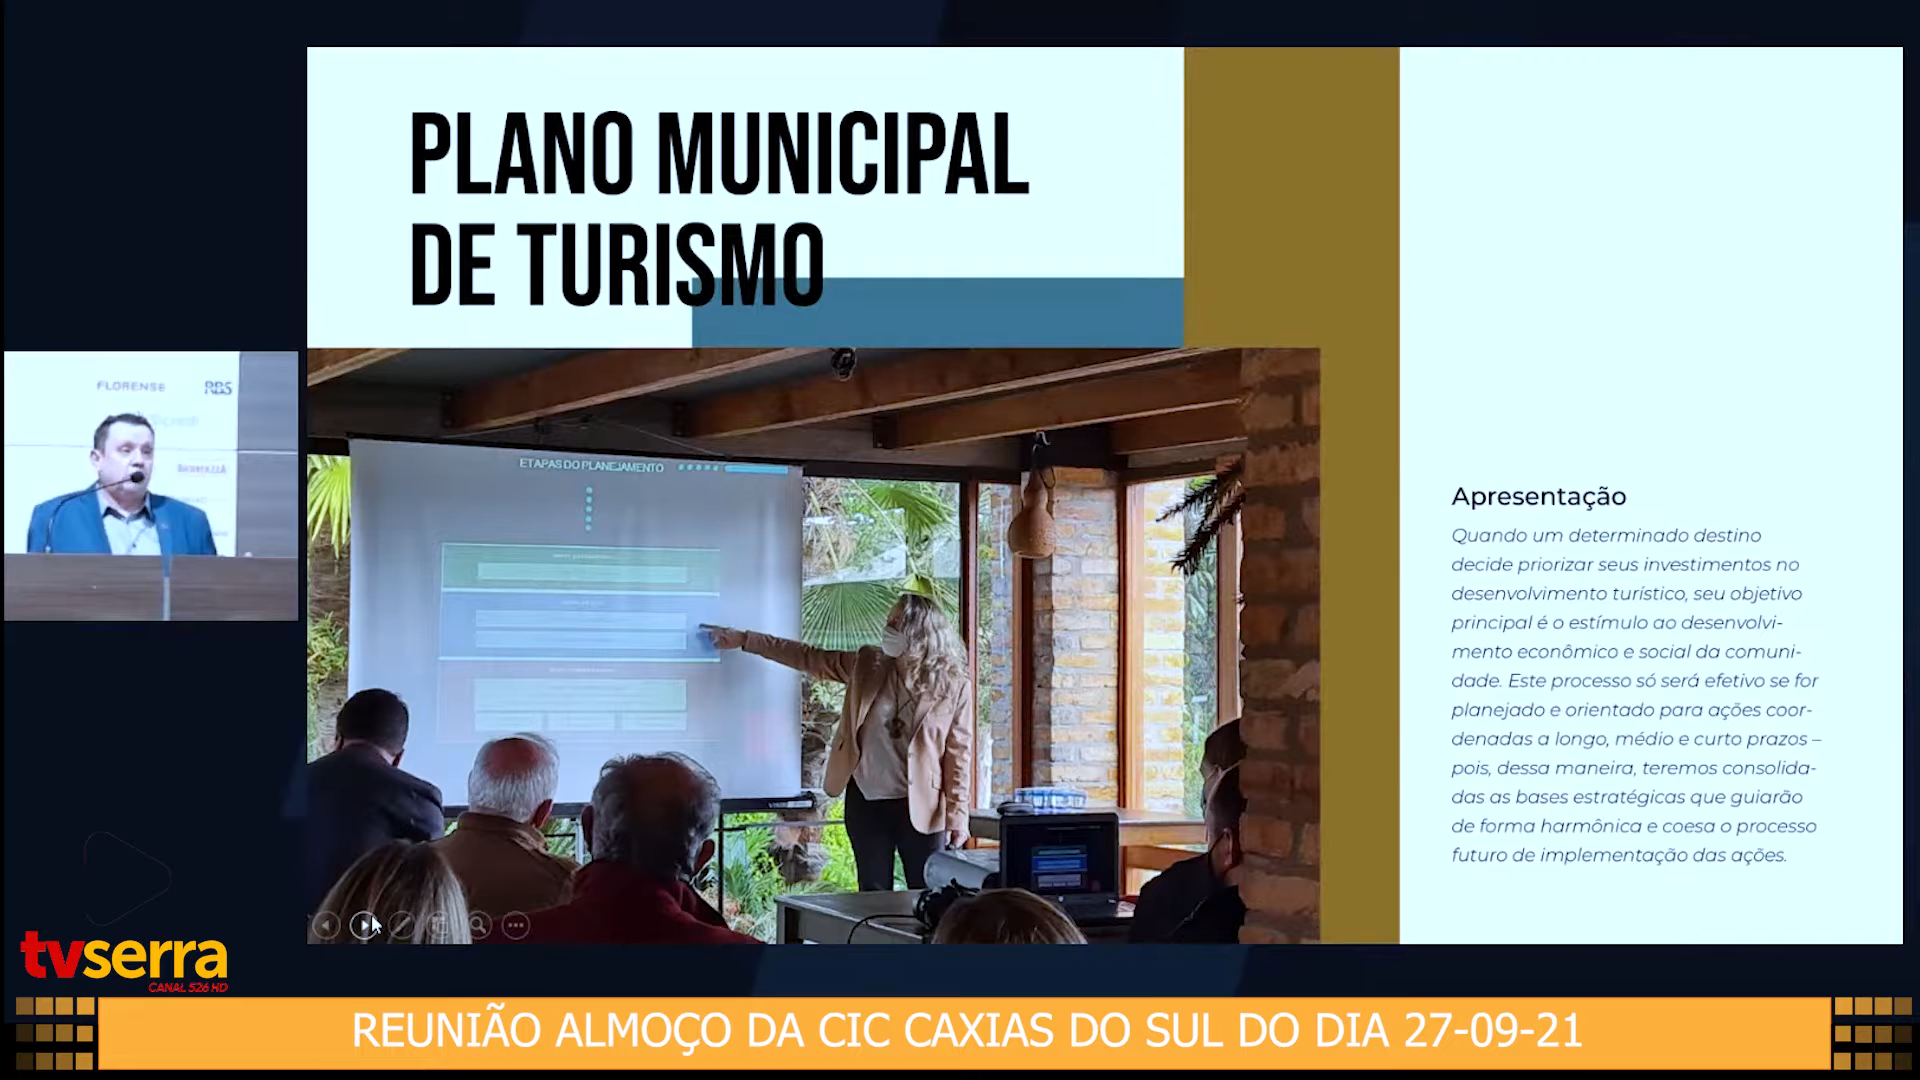 PLANO MUNICIPAL
DE TURISMO
FLORENSE
RBS
ETAPAS DO PLANEJAMENTO
Apresentação
Quando um determinado destino
decide priorizar seus investimentos no
desenvolvimento turístico, seu objetivo
principal é o estímulo ao desenvolvi-
mento econômico e social da comuni-
dade. Este processo só será efetivo se for
planejado e orientado para ações coor-
denadas a longo, médio e curto prazos –
pois, dessa maneira, teremos consolida-
das as bases estratégicas que guiarão
de forma harmônica e coesa o processo
futuro de implementação das ações.
tvserra
CANAL 526 HD
REUNIÃO ALMOÇO DA CIC CAXIAS DO SUL DO DIA 27-09-21